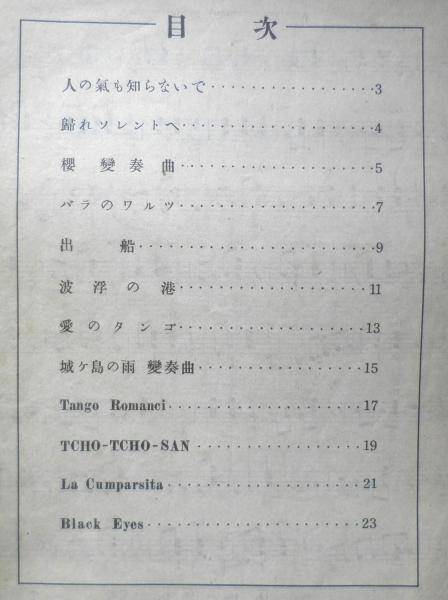 目次
人の氣も知らないで····················3
歸れソレントへ····················4
櫻變奏曲····················5
バラのワルツ····················7
出船····················9
波浮の港····················11
愛のタンゴ····················13
城ケ島の雨 變奏曲····················15
Tango Romanci····················17
TCHO-TCHO-SAN····················19
La Cumparsita····················21
Black Eyes····················23